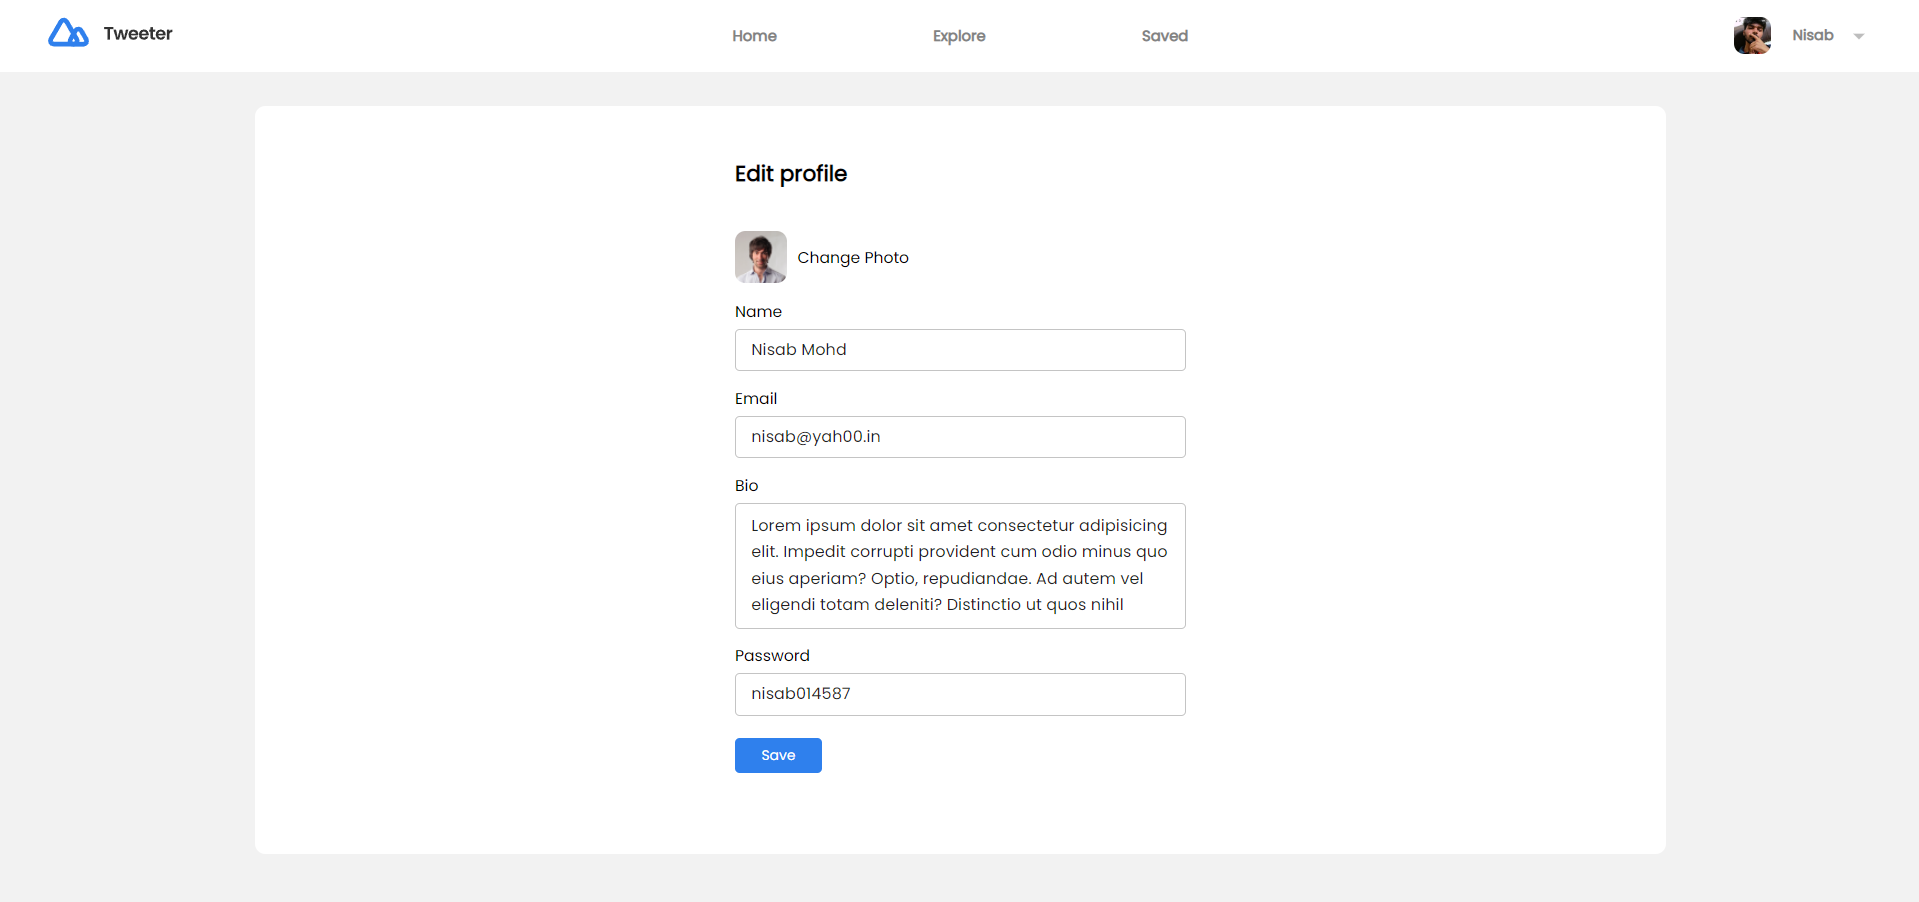 Tweeter
Home
Explore
Saved
Nisab
Edit profile
Change Photo
Name
Nisab Mohd
Email
nisab@yah00.in
Bio
Lorem ipsum dolor sit amet consectetur adipisicing
elit. Impedit corrupti provident cum odio minus quo
eius aperiam? Optio, repudiandae. Ad autem vel
eligendi totam deleniti? Distinctio ut quos nihil
Password
nisab014587
Save